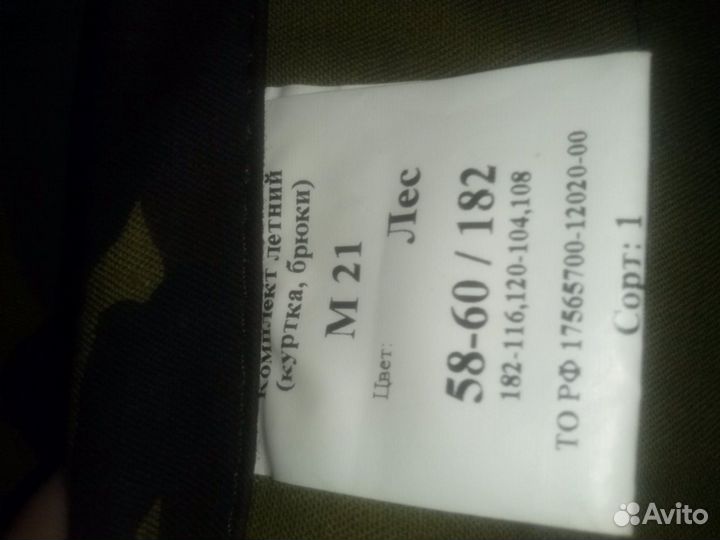 Комплект летний
(куртка, брюки)
М 21
Цвет: Лес
58-60 / 182
182-116,120-104,108
ТО РФ 17565700-12020-00
Сорт: 1
Avito